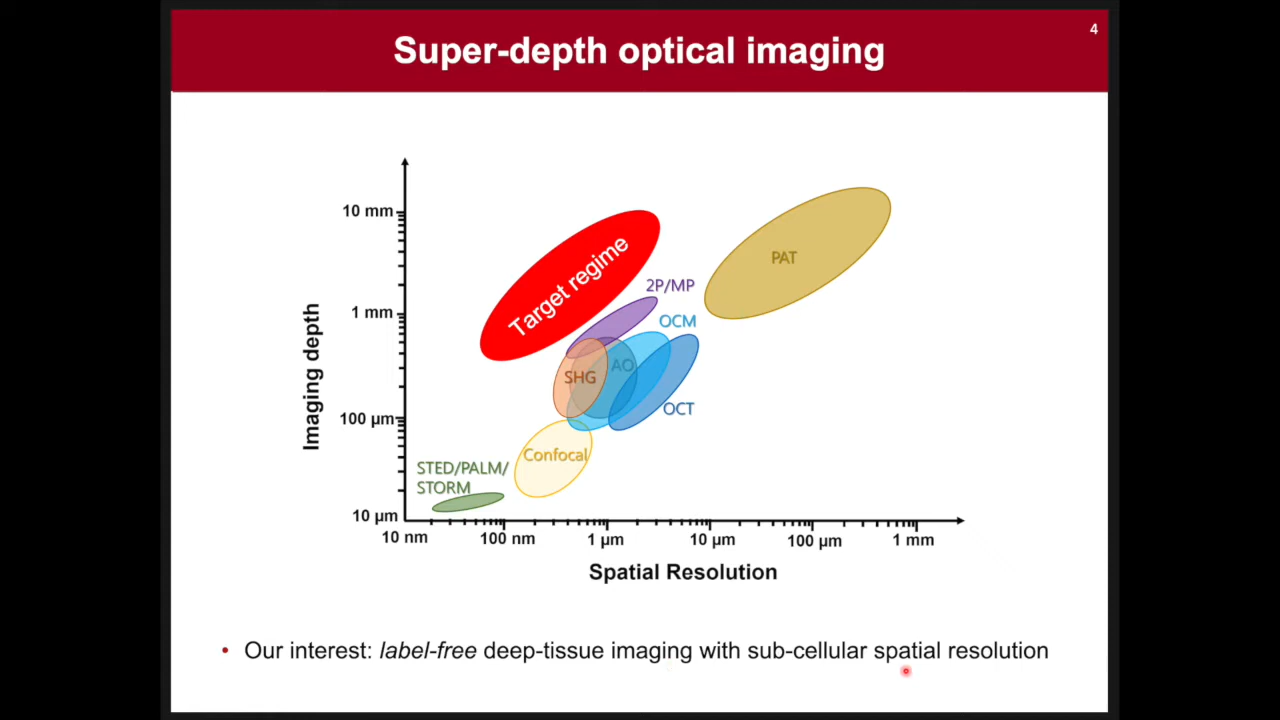 4
Super-depth optical imaging
10 mm
Target regime
PAT
2P/MP
1 mm
OCM
AO
SHG
Imaging depth
OCT
100 µm
Confocal
STED/PALM/
STORM
10 µm
10 nm
100 nm
1 µm
10 µm
100 µm
1 mm
Spatial Resolution
• Our interest: label-free deep-tissue imaging with sub-cellular spatial resolution